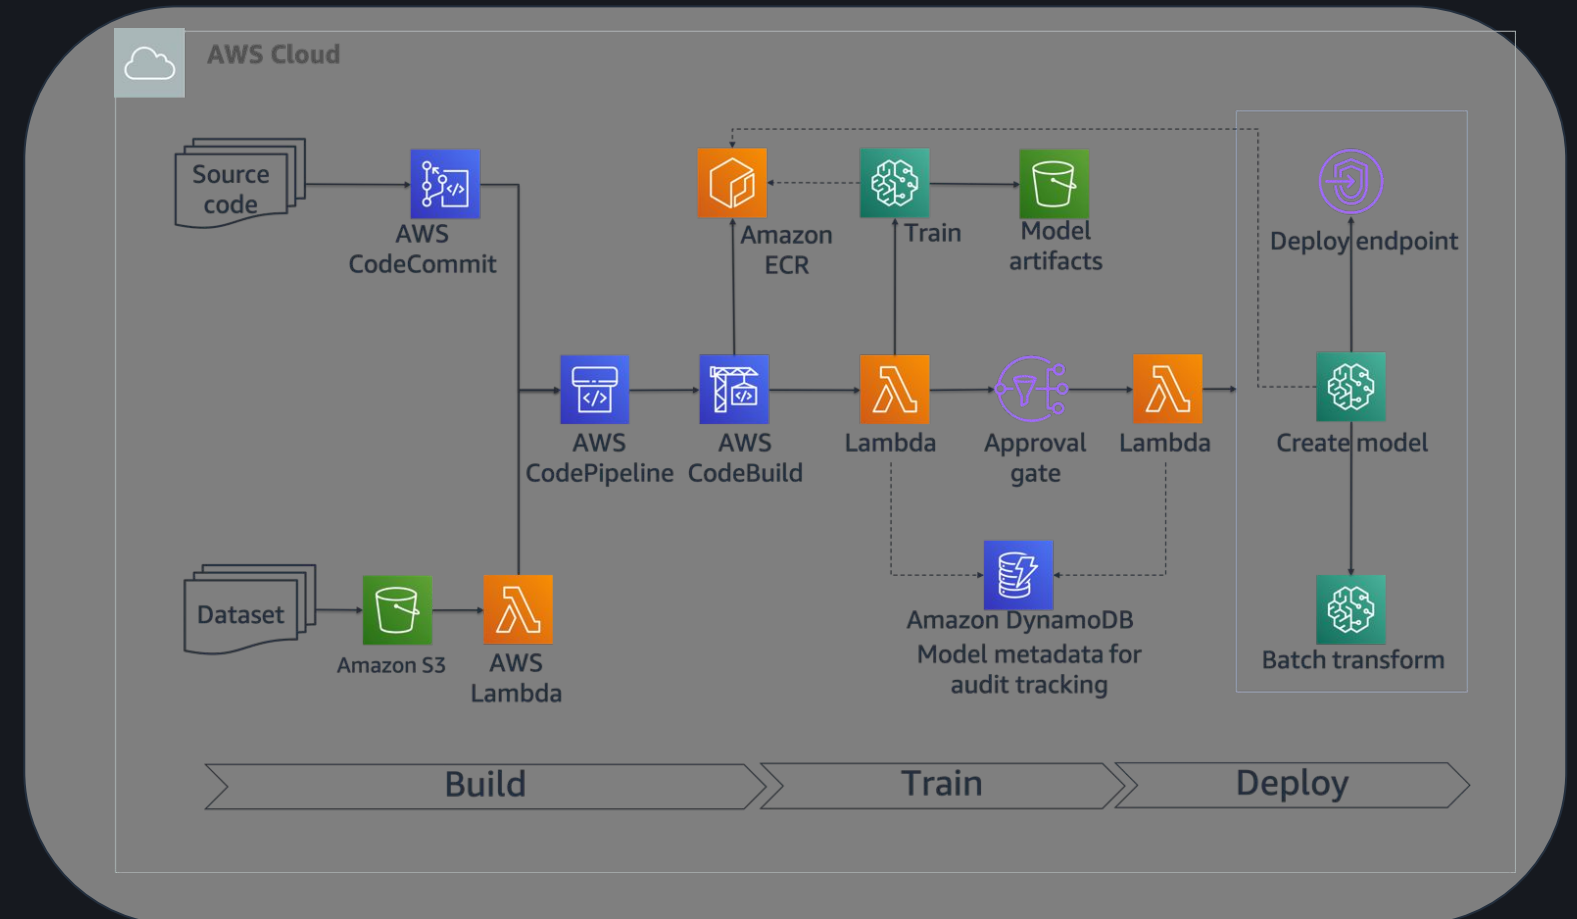 AWS Cloud
Source
code
AWS
CodeCommit
Amazon
ECR
Train
Model
artifacts
Deploy endpoint
AWS
CodePipeline
AWS
CodeBuild
Lambda
Approval
gate
Lambda
Create model
Dataset
Amazon S3
AWS
Lambda
Amazon DynamoDB
Model metadata for
audit tracking
Batch transform
Build
Train
Deploy